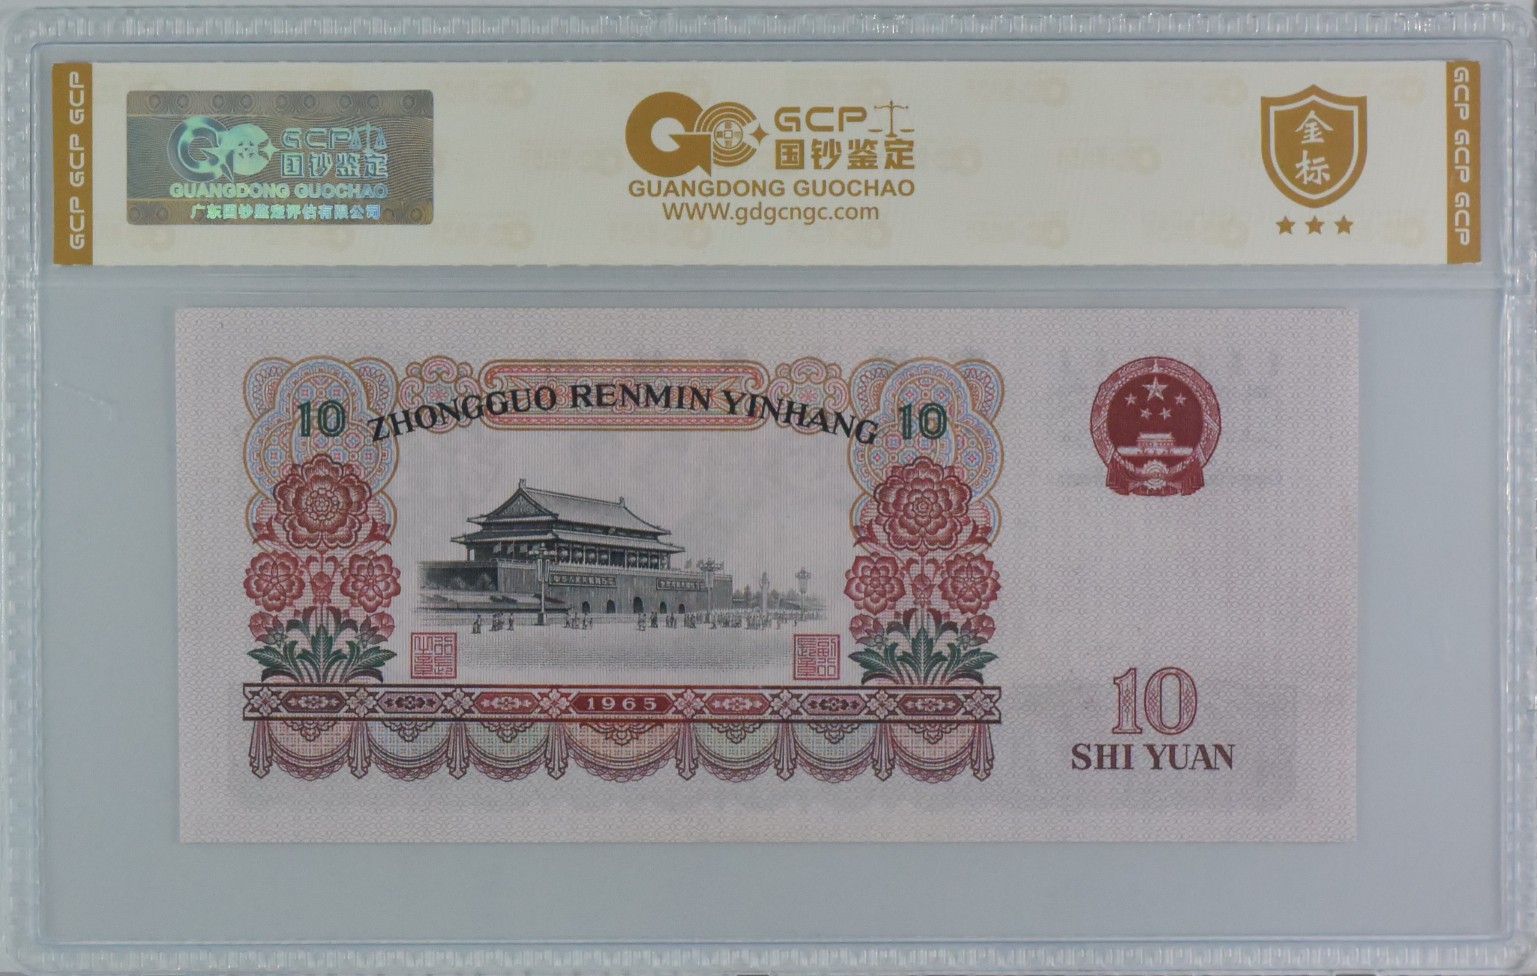 GCP GCP GCP
GCP
国钞鉴定
GUANGDONG GUOCHAO
广东国钞鉴定评估有限公司
GCP
国钞鉴定
GUANGDONG GUOCHAO
WWW.gdgcngc.com
金
标
GCP GCP GCP
10 ZHONGGUO RENMIN YINHANG 10
1965
10
SHI YUAN